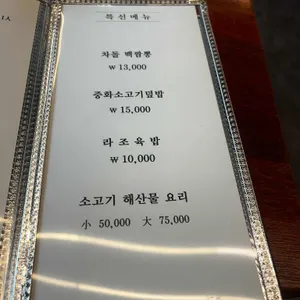 특선메뉴
차돌 백짬뽕
₩ 13,000
중화소고기덮밥
₩ 15,000
라조육밥
₩ 10,000
소고기 해산물 요리
小 50,000 大 75,000